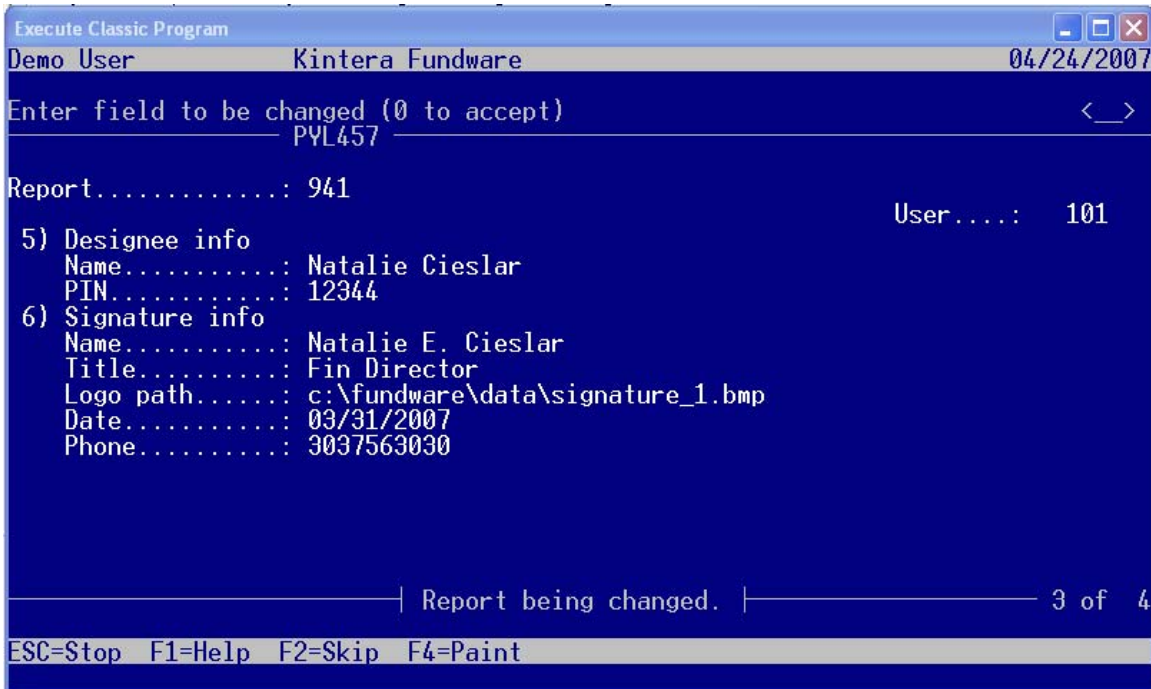 Execute Classic Program
Demo User Kintera Fundware 04/24/2007
Enter field to be changed (0 to accept) <__>
PYL457
Report.............: 941
User....: 101
5) Designee info
Name...........: Natalie Cieslar
PIN............: 12344
6) Signature info
Name...........: Natalie E. Cieslar
Title..........: Fin Director
Logo path......: c:\fundware\data\signature_1.bmp
Date...........: 03/31/2007
Phone..........: 3037563030
Report being changed. 3 of 4
ESC=Stop F1=Help F2=Skip F4=Paint